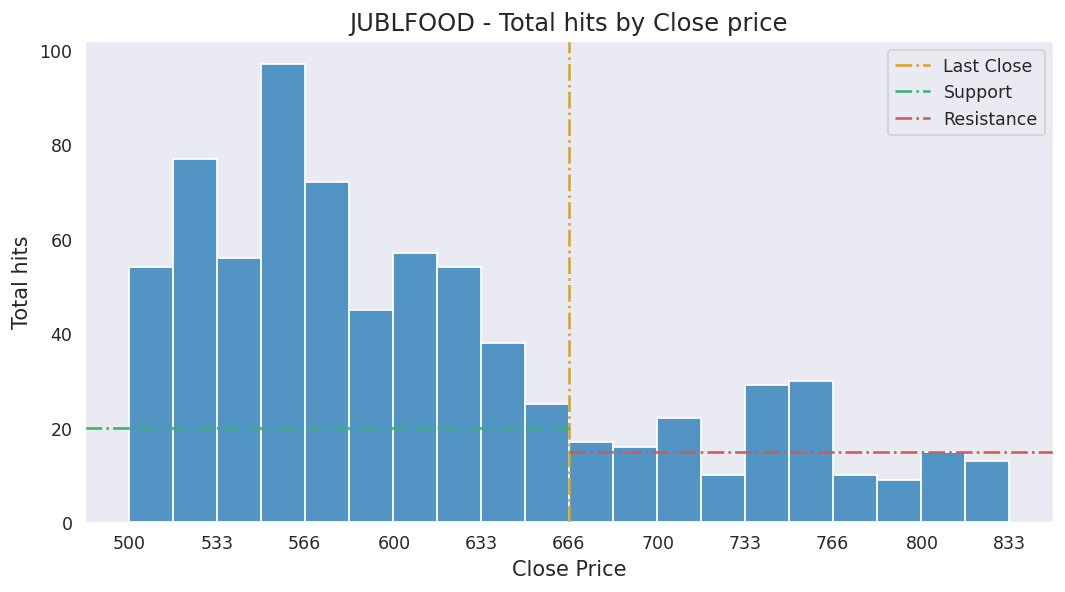 JUBLFOOD - Total hits by Close price
Last Close
Support
Resistance
Total hits
100
80
60
40
20
0
500 533 566 600 633 666 700 733 766 800 833
Close Price